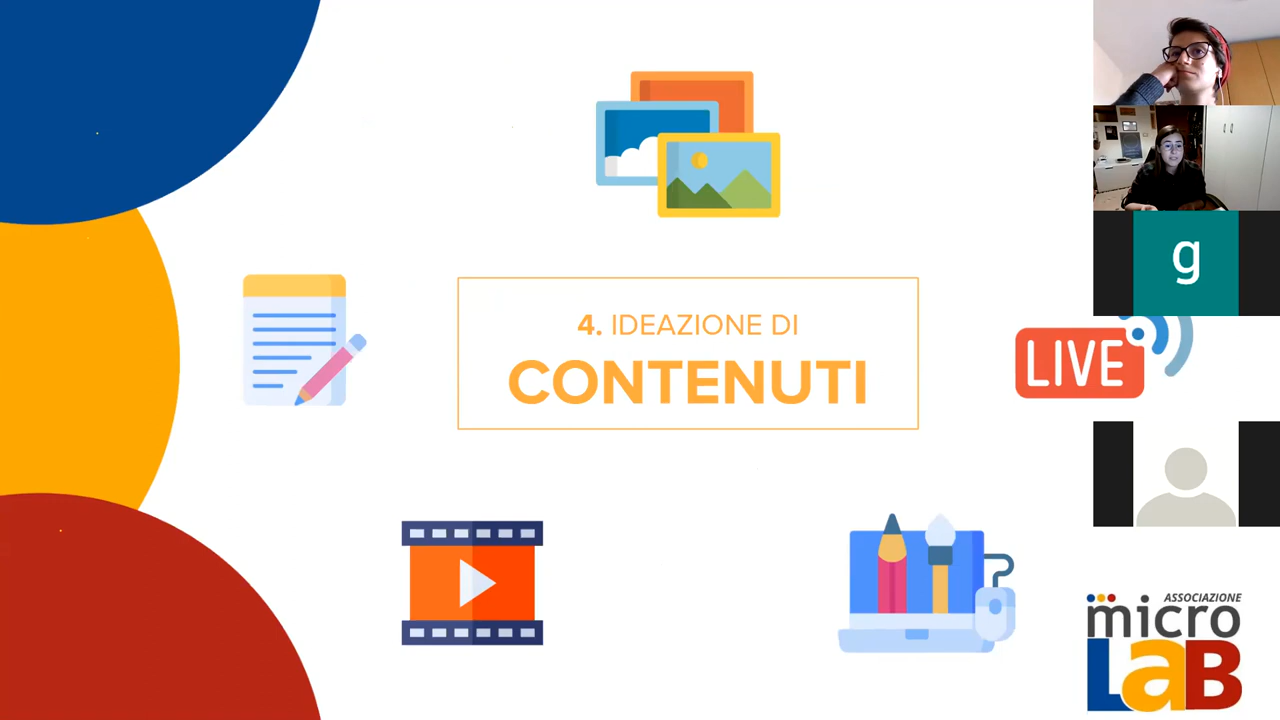 4. IDEAZIONE DI
CONTENUTI
LIVE
g
ASSOCIAZIONE
micro
LaB